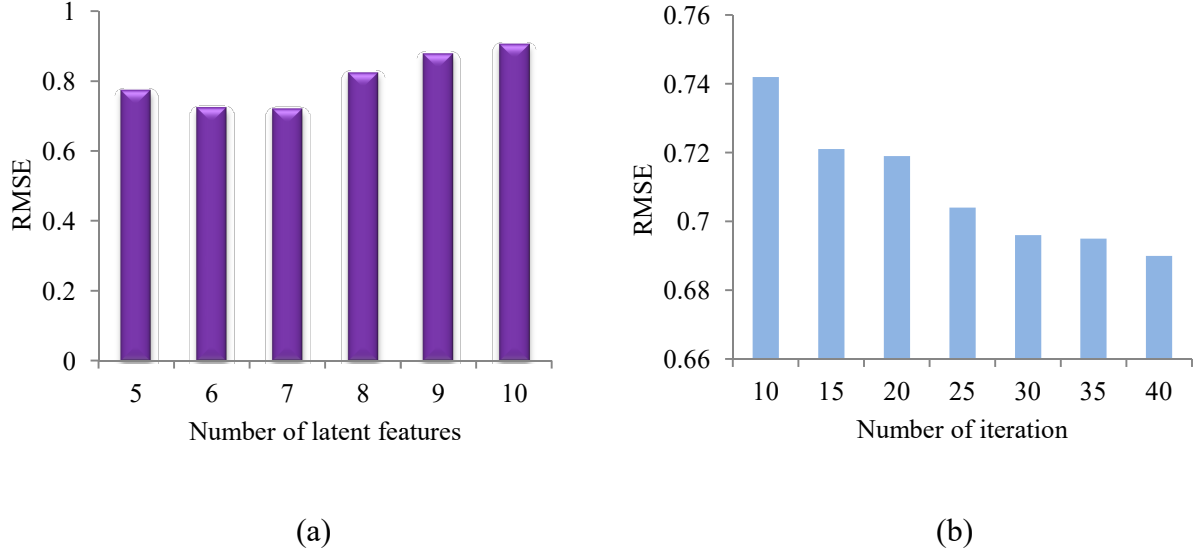 1
0.8
0.6
0.4
0.2
0
RMSE
5 6 7 8 9 10
Number of latent features
(a)
0.76
0.74
0.72
0.7
0.68
0.66
RMSE
10 15 20 25 30 35 40
Number of iteration
(b)